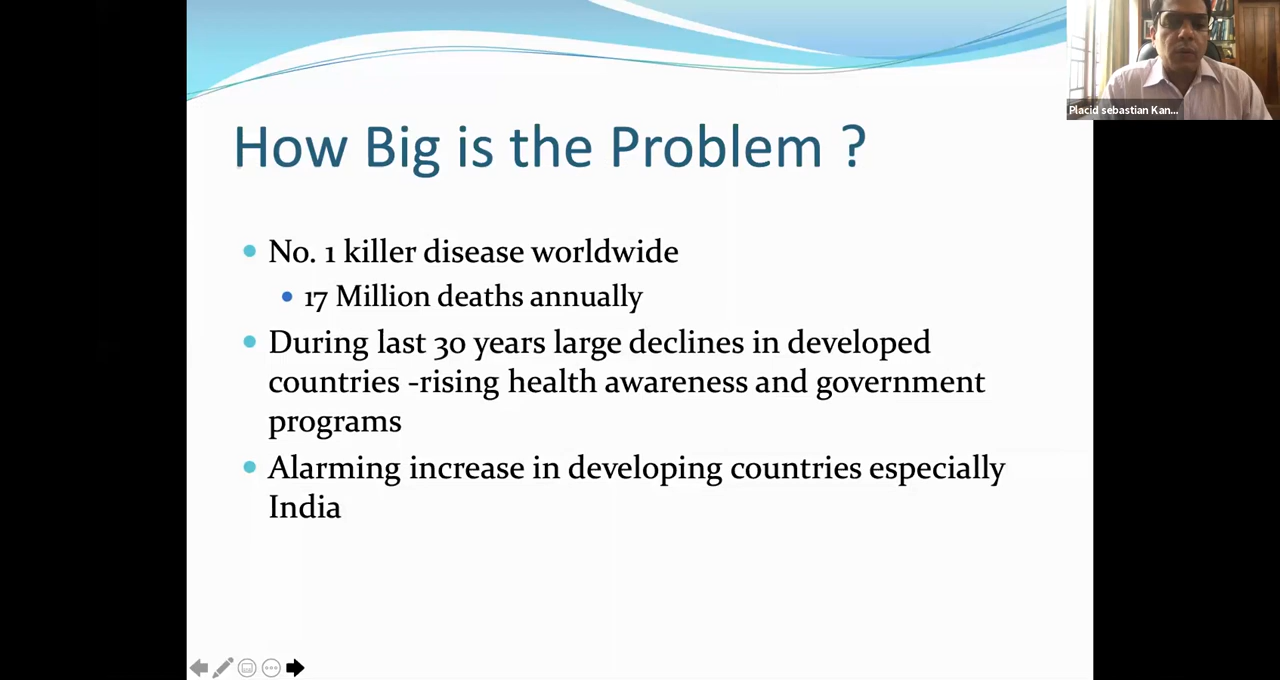 Placid sebastian Kan...
How Big is the Problem ?
No. 1 killer disease worldwide
17 Million deaths annually
During last 30 years large declines in developed
countries -rising health awareness and government
programs
Alarming increase in developing countries especially
India